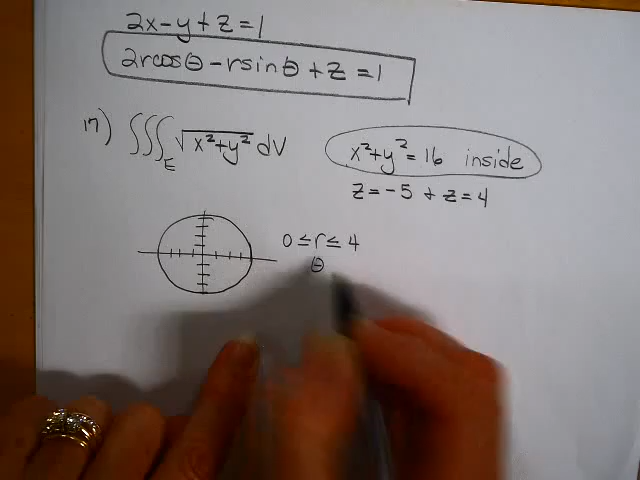 2x-y+z=1
2rcosθ-rsinθ+z=1
17) ∭_E √(x²+y²) dV
x²+y²=16 inside
z=-5 + z=4
0≤r≤4
θ